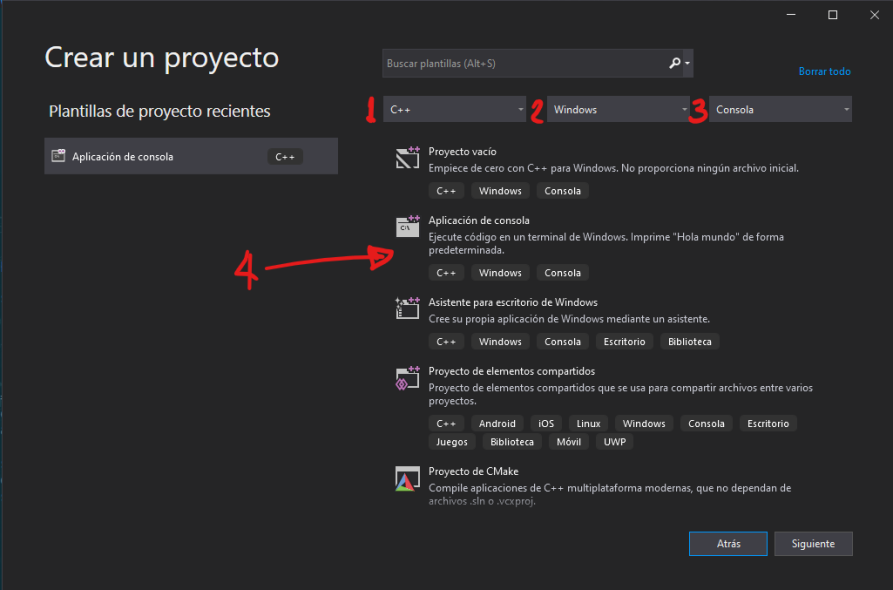 Crear un proyecto
Buscar plantillas (Alt+S)
Borrar todo
Plantillas de proyecto recientes
1 C++ 2 Windows 3 Consola
Aplicación de consola C++
Proyecto vacío
Empiece de cero con C++ para Windows. No proporciona ningún archivo inicial.
C++ Windows Consola
Aplicación de consola
Ejecute código en un terminal de Windows. Imprime "Hola mundo" de forma
predeterminada.
4
C++ Windows Consola
Asistente para escritorio de Windows
Cree su propia aplicación de Windows mediante un asistente.
C++ Windows Consola Escritorio Biblioteca
Proyecto de elementos compartidos
Proyecto de elementos compartidos que se usa para compartir archivos entre varios
proyectos.
C++ Android iOS Linux Windows Consola Escritorio
Juegos Biblioteca Móvil UWP
Proyecto de CMake
Compile aplicaciones de C++ multiplataforma modernas, que no dependan de
archivos .sln o .vcxproj.
Atrás Siguiente